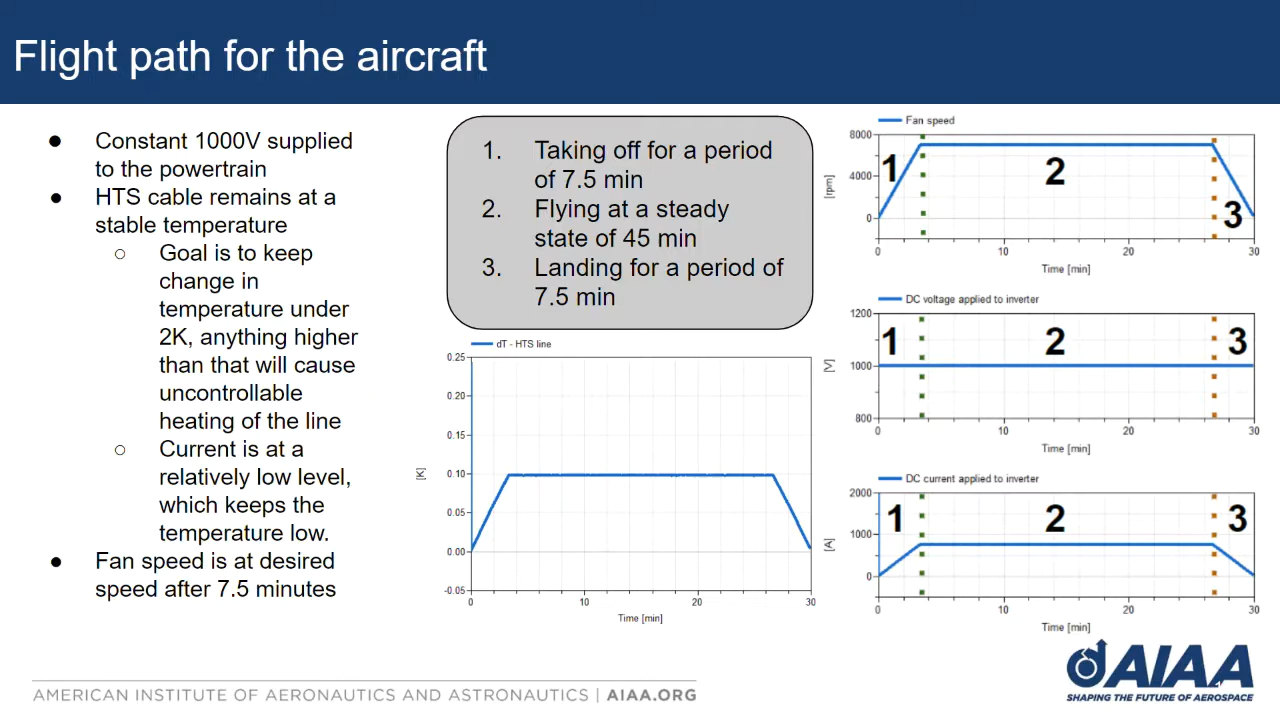 Flight path for the aircraft
● Constant 1000V supplied
to the powertrain
● HTS cable remains at a
stable temperature
○ Goal is to keep
change in
temperature under
2K, anything higher
than that will cause
uncontrollable
heating of the line
○ Current is at a
relatively low level,
which keeps the
temperature low.
● Fan speed is at desired
speed after 7.5 minutes
1. Taking off for a period
of 7.5 min
2. Flying at a steady
state of 45 min
3. Landing for a period of
7.5 min
dT - HTS line
0.25
0.20
0.15
0.10
0.05
0.00
-0.05
[K]
0 10 20 30
Time [min]
Fan speed
8000
4000
0
[rpm]
1 2 3
0 10 20 30
Time [min]
DC voltage applied to inverter
1200
1000
800
[V]
1 2 3
0 10 20 30
Time [min]
DC current applied to inverter
2000
1000
0
[A]
1 2 3
0 10 20 30
Time [min]
AMERICAN INSTITUTE OF AERONAUTICS AND ASTRONAUTICS | AIAA.ORG
AIAA
SHAPING THE FUTURE OF AEROSPACE